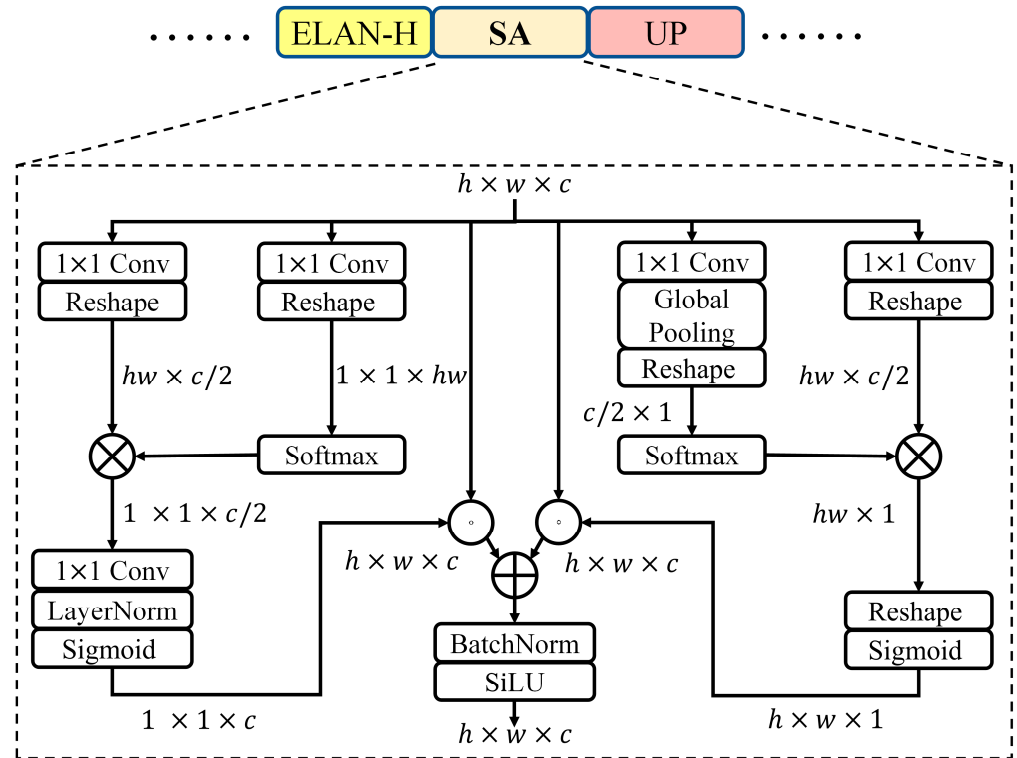 ...... ELAN-H SA UP ......
h × w × c
1×1 Conv
Reshape
1×1 Conv
Reshape
1×1 Conv
Global
Pooling
Reshape
1×1 Conv
Reshape
hw × c/2
1 × 1 × hw
c/2 × 1
hw × c/2
Softmax
Softmax
1 × 1 × c/2
hw × 1
1×1 Conv
LayerNorm
Sigmoid
h × w × c
h × w × c
Reshape
Sigmoid
BatchNorm
SiLU
1 × 1 × c
h × w × c
h × w × 1